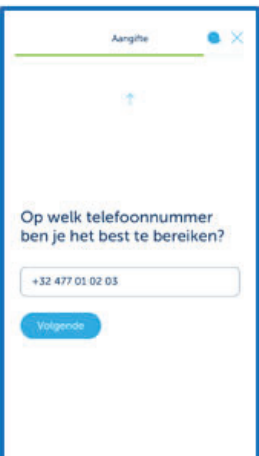 Aangifte
Op welk telefoonnummer
ben je het best te bereiken?
+32 477 01 02 03
Volgende